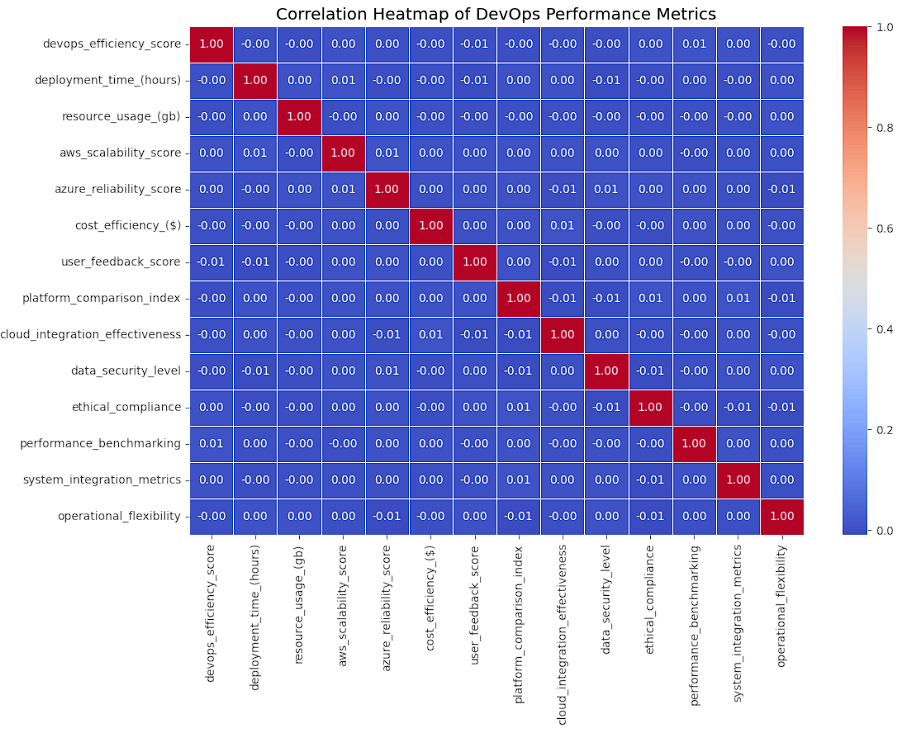 Correlation Heatmap of DevOps Performance Metrics
devops_efficiency_score 1.00 -0.00 -0.00 0.00 0.00 -0.00 -0.01 -0.00 -0.00 -0.00 0.00 0.01 0.00 -0.00
deployment_time_(hours) -0.00 1.00 0.00 0.01 -0.00 -0.00 -0.01 0.00 0.00 -0.01 -0.00 0.00 -0.00 0.00
resource_usage_(gb) -0.00 0.00 1.00 -0.00 0.00 -0.00 -0.00 -0.00 -0.00 -0.00 -0.00 -0.00 -0.00 0.00
aws_scalability_score 0.00 0.01 -0.00 1.00 0.01 0.00 0.00 0.00 0.00 0.00 0.00 -0.00 0.00 0.00
azure_reliability_score 0.00 -0.00 0.00 0.01 1.00 0.00 0.00 0.00 -0.01 0.01 0.00 0.00 0.00 -0.01
cost_efficiency_($) -0.00 -0.00 -0.00 0.00 0.00 1.00 0.00 0.00 0.01 0.00 -0.00 0.00 -0.00 0.00
user_feedback_score -0.01 -0.01 -0.00 0.00 0.00 0.00 1.00 0.00 -0.01 0.00 0.00 -0.00 -0.00 -0.00
platform_comparison_index -0.00 0.00 -0.00 0.00 0.00 0.00 0.00 1.00 -0.01 -0.01 0.01 0.00 0.01 -0.01
cloud_integration_effectiveness -0.00 0.00 -0.00 0.00 -0.01 0.01 -0.01 -0.01 1.00 0.00 -0.00 -0.00 0.00 -0.00
data_security_level -0.00 -0.01 -0.00 0.00 0.01 0.00 0.00 -0.01 0.00 1.00 -0.01 -0.00 0.00 0.00
ethical_compliance 0.00 -0.00 -0.00 0.00 0.00 -0.00 0.00 0.01 -0.00 -0.01 1.00 -0.00 -0.01 -0.01
performance_benchmarking 0.01 0.00 -0.00 -0.00 0.00 0.00 -0.00 0.00 -0.00 -0.00 -0.00 1.00 0.00 0.00
system_integration_metrics 0.00 -0.00 -0.00 0.00 0.00 -0.00 -0.00 0.01 0.00 0.00 -0.01 0.00 1.00 0.00
operational_flexibility -0.00 0.00 0.00 0.00 -0.01 0.00 -0.00 -0.01 -0.00 0.00 -0.01 0.00 0.00 1.00
devops_efficiency_score
deployment_time_(hours)
resource_usage_(gb)
aws_scalability_score
azure_reliability_score
cost_efficiency_($)
user_feedback_score
platform_comparison_index
cloud_integration_effectiveness
data_security_level
ethical_compliance
performance_benchmarking
system_integration_metrics
operational_flexibility
1.0
0.8
0.6
0.4
0.2
0.0